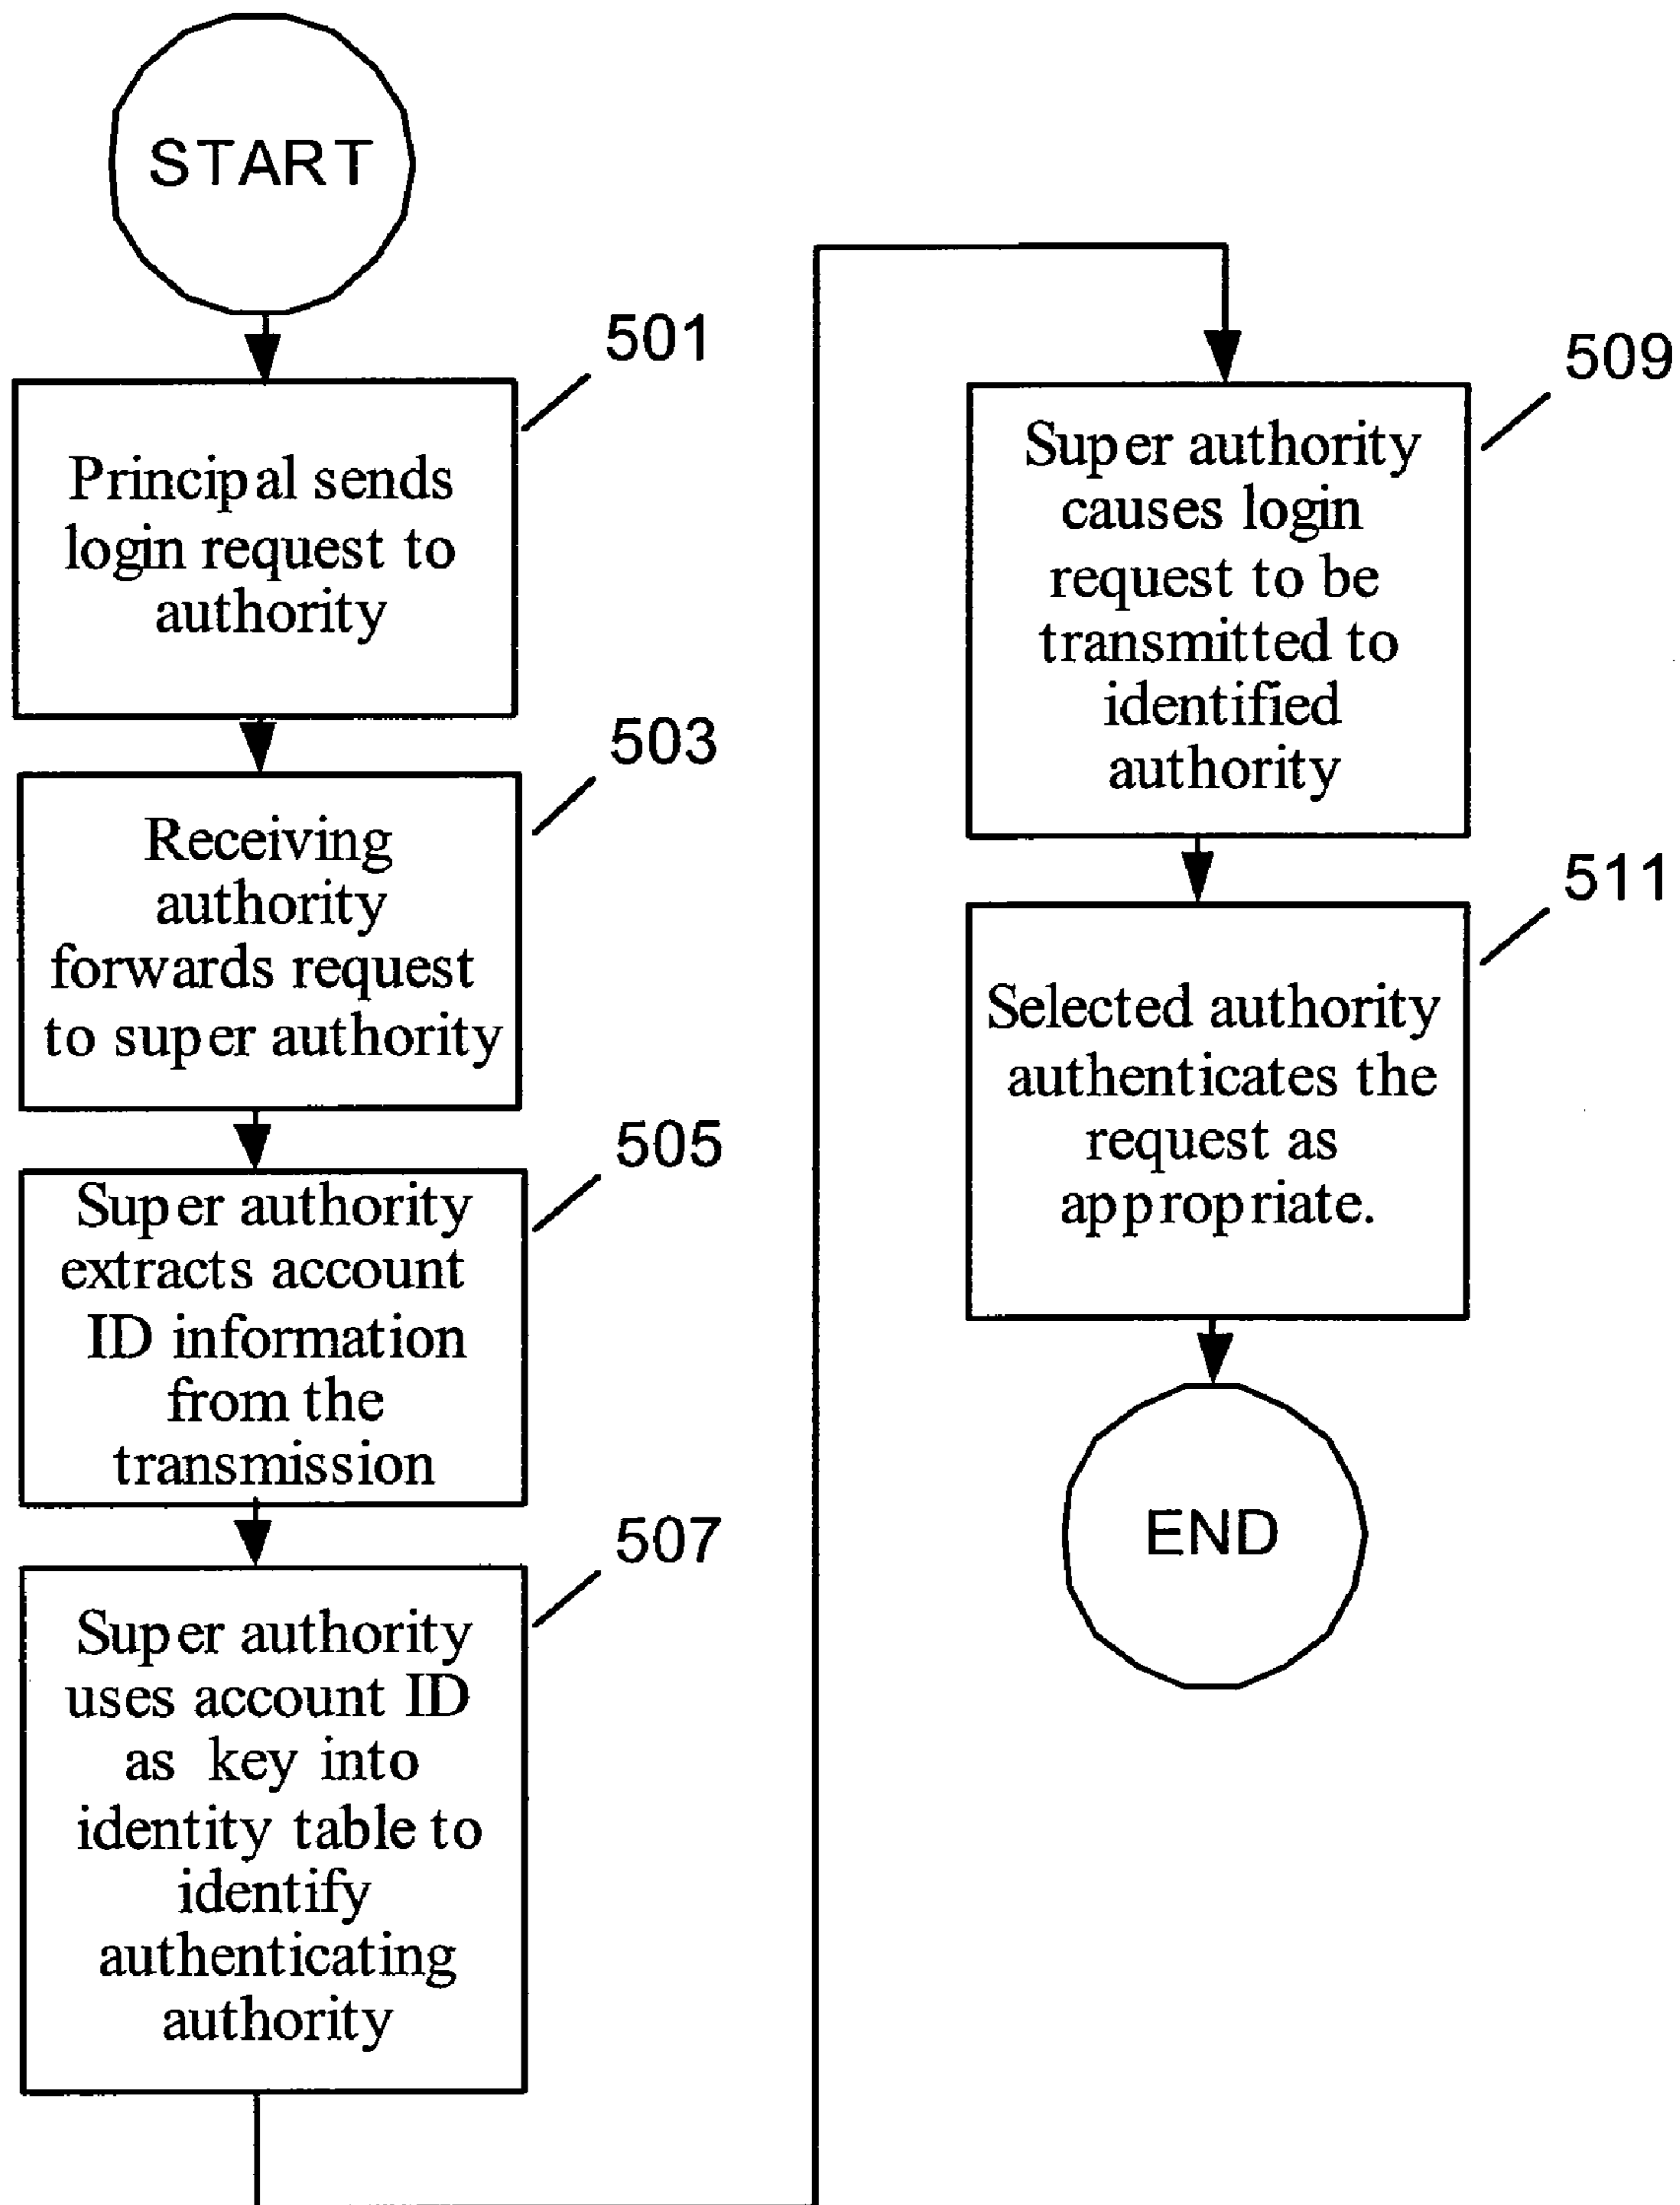 START
501
Principal sends
login request to
authority
503
Receiving
authority
forwards request
to super authority
505
Super authority
extracts account
ID information
from the
transmission
507
Super authority
uses account ID
as key into
identity table to
identify
authenticating
authority
509
Super authority
causes login
request to be
transmitted to
identified
authority
511
Selected authority
authenticates the
request as
appropriate.
END